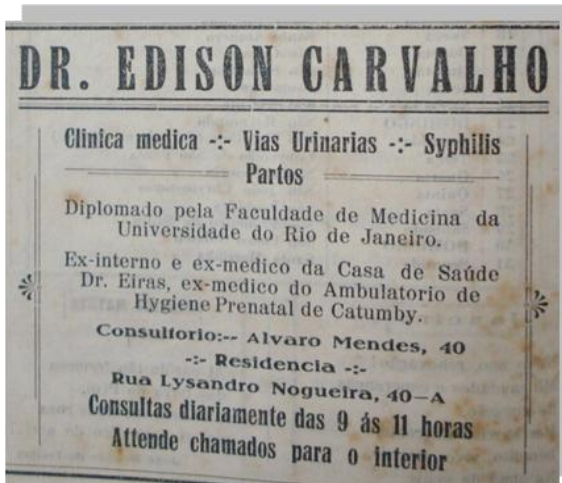 DR. EDISON CARVALHO
Clinica medica -:- Vias Urinarias -:- Syphilis
Partos
Diplomado pela Faculdade de Medicina da
Universidade do Rio de Janeiro.
Ex-interno e ex-medico da Casa de Saúde
Dr. Eiras, ex-medico do Ambulatorio de
Hygiene Prenatal de Catumby.
Consultorio:-- Alvaro Mendes, 40
-:- Residencia -:-
Rua Lysandro Nogueira, 40—A
Consultas diariamente das 9 ás 11 horas
Attende chamados para o interior